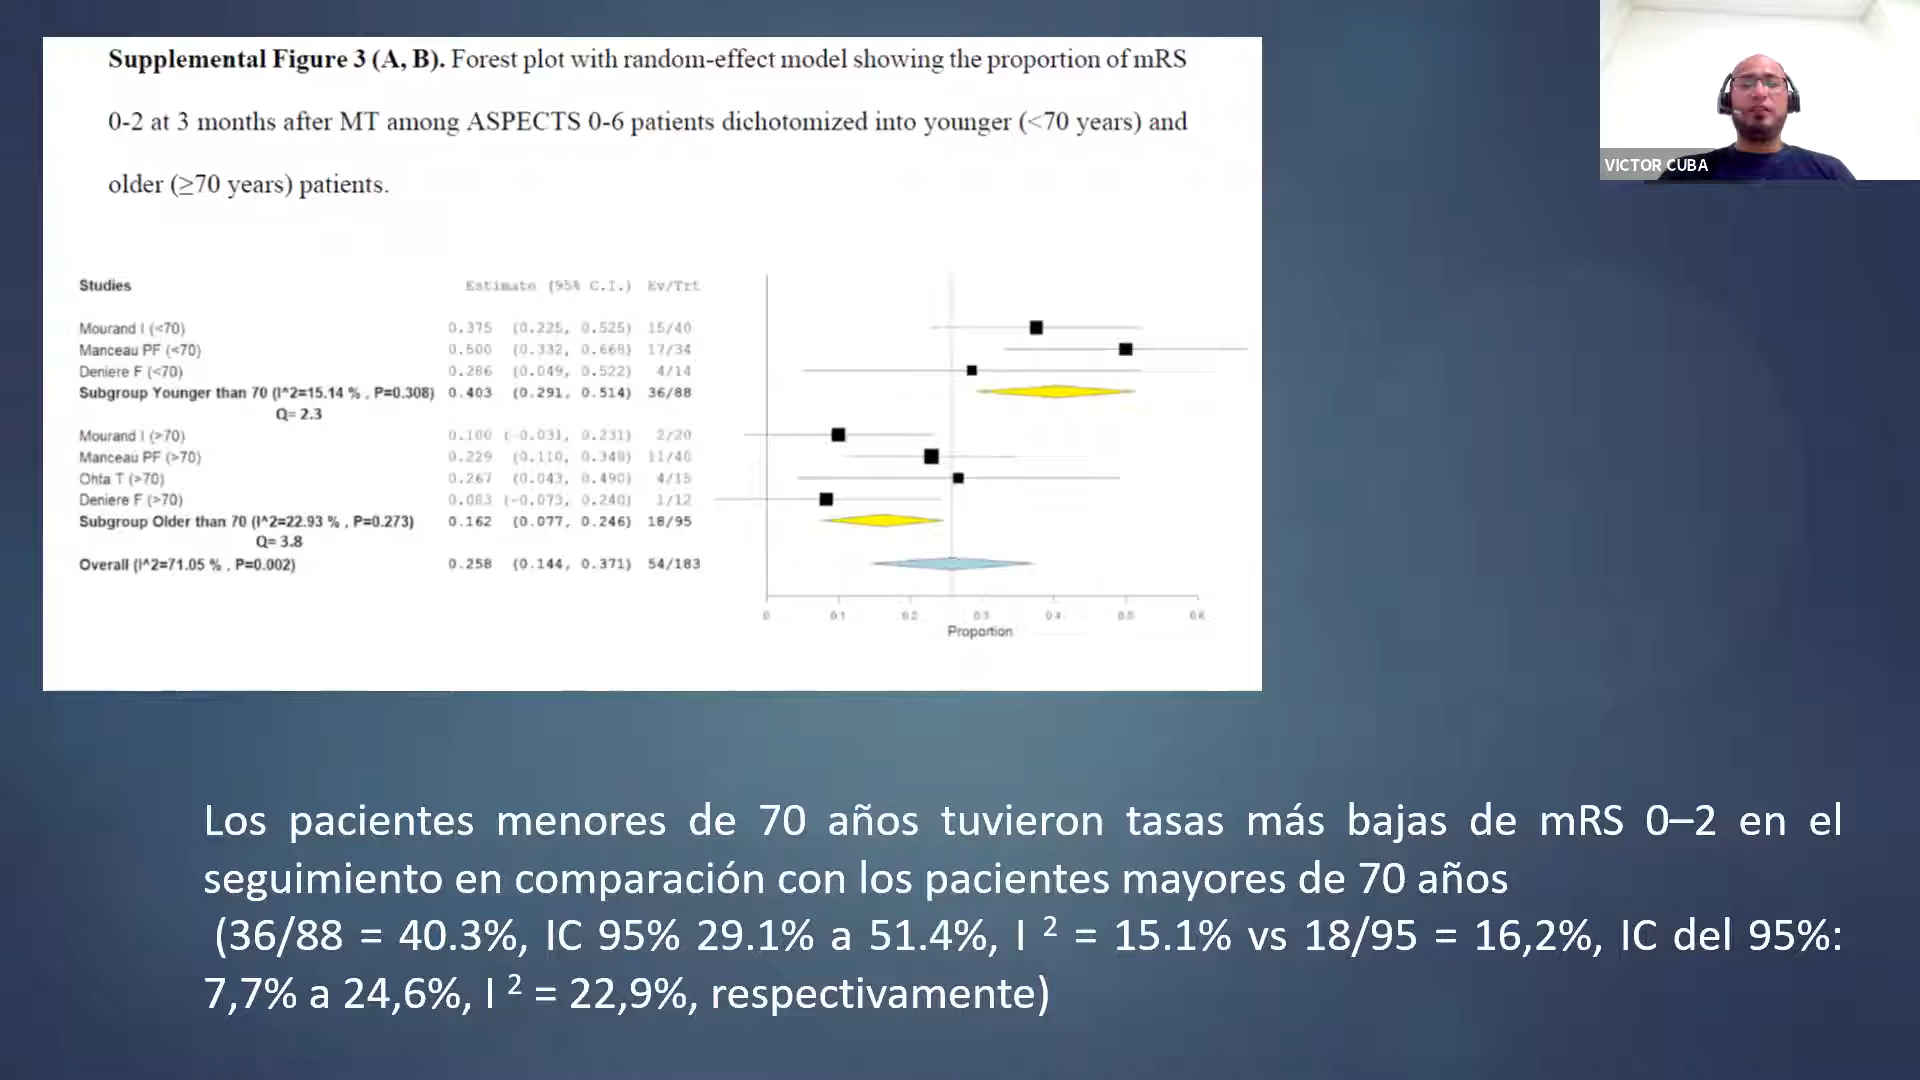 Supplemental Figure 3 (A, B). Forest plot with random-effect model showing the proportion of mRS
0-2 at 3 months after MT among ASPECTS 0-6 patients dichotomized into younger (<70 years) and
older (≥70 years) patients.
VICTOR CUBA
Studies Estimate (95% C.I.) Ev/Trt
Mourand I (<70) 0.375 (0.225, 0.525) 15/40
Manceau PF (<70) 0.500 (0.332, 0.668) 17/34
Deniere F (<70) 0.286 (0.049, 0.522) 4/14
Subgroup Younger than 70 (I^2=15.14 % , P=0.308) 0.403 (0.291, 0.514) 36/88
Q= 2.3
Mourand I (>70) 0.100 (-0.031, 0.231) 2/20
Manceau PF (>70) 0.229 (0.110, 0.348) 11/48
Ohta T (>70) 0.267 (0.043, 0.490) 4/15
Deniere F (>70) 0.083 (-0.073, 0.240) 1/12
Subgroup Older than 70 (I^2=22.93 % , P=0.273) 0.162 (0.077, 0.246) 18/95
Q= 3.8
Overall (I^2=71.05 % , P=0.002) 0.258 (0.144, 0.371) 54/183
0 0.1 0.2 0.3 0.4 0.5 0.6
Proportion
Los pacientes menores de 70 años tuvieron tasas más bajas de mRS 0–2 en el
seguimiento en comparación con los pacientes mayores de 70 años
(36/88 = 40.3%, IC 95% 29.1% a 51.4%, I ² = 15.1% vs 18/95 = 16,2%, IC del 95%:
7,7% a 24,6%, I ² = 22,9%, respectivamente)